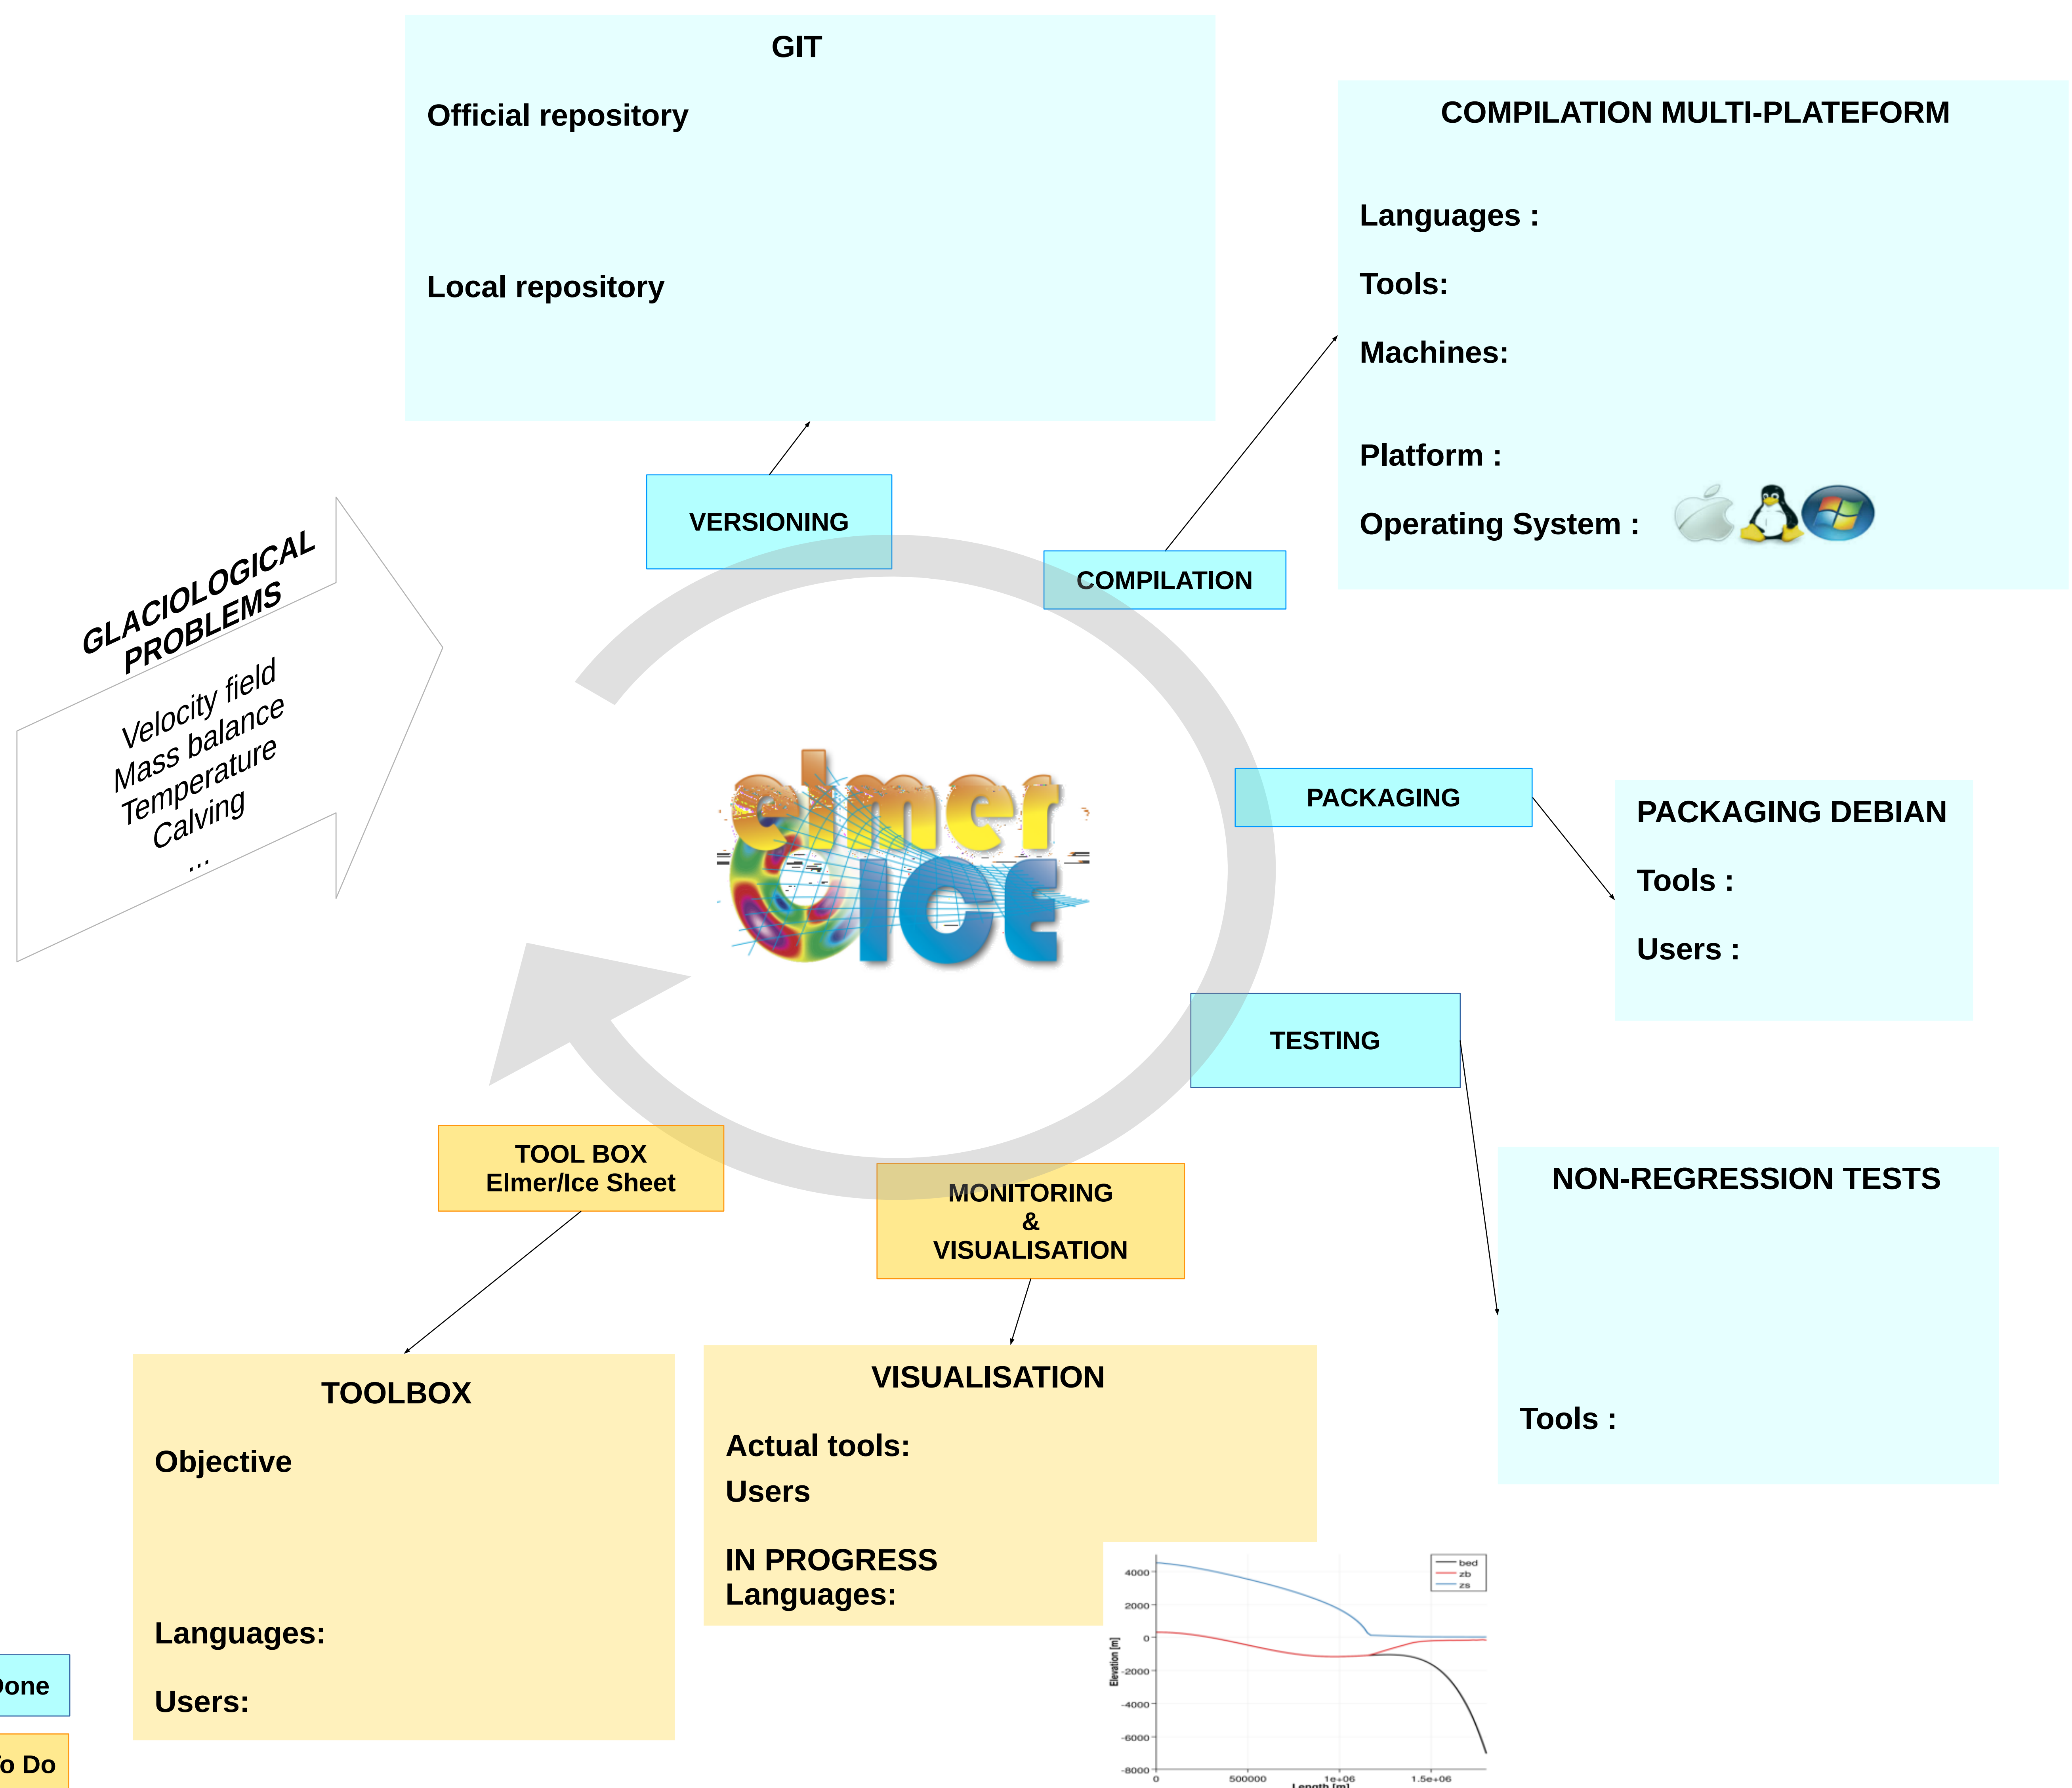 GIT
Official repository
Local repository
COMPILATION MULTI-PLATEFORM
Languages :
Tools:
Machines:
Platform :
Operating System :
VERSIONING
COMPILATION
GLACIOLOGICAL
PROBLEMS
Velocity field
Mass balance
Temperature
Calving
...
elmer
ICE
PACKAGING
PACKAGING DEBIAN
Tools :
Users :
TESTING
NON-REGRESSION TESTS
Tools :
TOOL BOX
Elmer/Ice Sheet
MONITORING
&
VISUALISATION
TOOLBOX
Objective
Languages:
Users:
VISUALISATION
Actual tools:
Users
IN PROGRESS
Languages:
bed
zb
zs
4000
2000
0
-2000
-4000
-6000
-8000
Elevation [m]
0
500000
1e+06
1.5e+06
Length [m]
Done
To Do